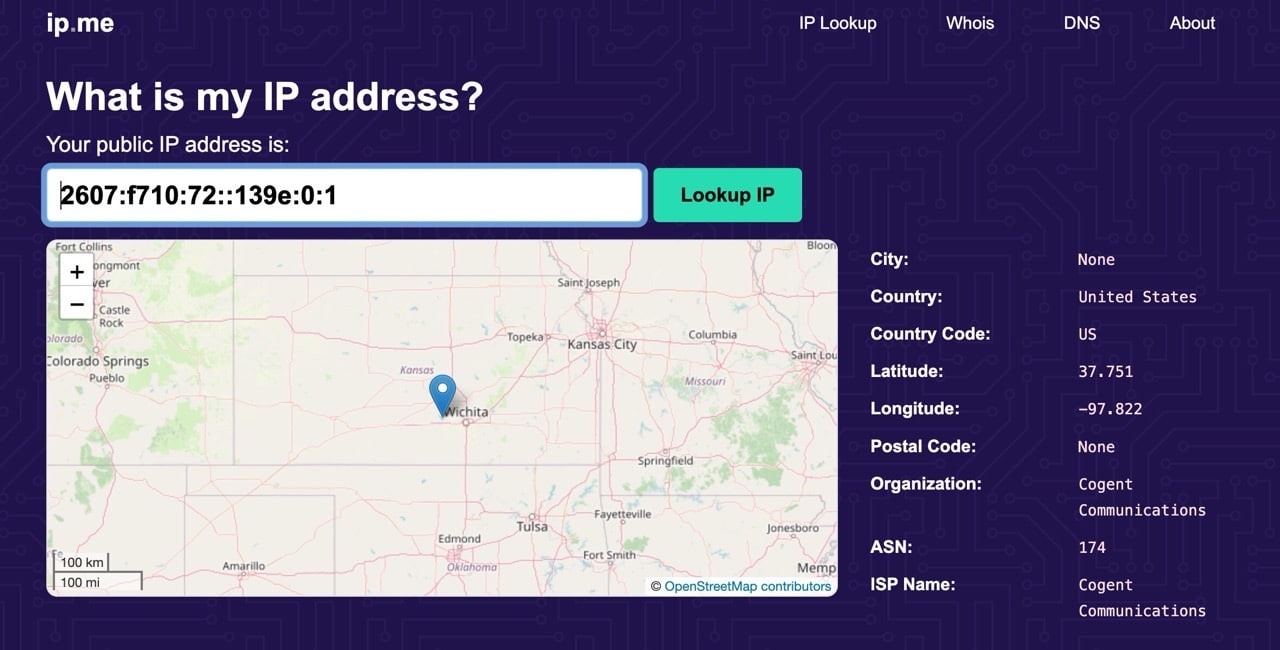 ip.me
IP Lookup
Whois
DNS
About
What is my IP address?
Your public IP address is:
2607:f710:72::139e:0:1
Lookup IP
Fort Collins
Bloon
+
ongmont
ver
−
Castle
Rock
olorado
Colorado Springs
Pueblo
Saint Joseph
Topeka
Kansas City
Columbia
Saint Lou
Kansas
Missouri
Wichita
Springfield
Tulsa
Fayetteville
Jonesboro
Edmond
Oklahoma
Fort Smith
Amarillo
Memp
100 km
100 mi
© OpenStreetMap contributors
City: None
Country: United States
Country Code: US
Latitude: 37.751
Longitude: -97.822
Postal Code: None
Organization: Cogent
Communications
ASN: 174
ISP Name: Cogent
Communications